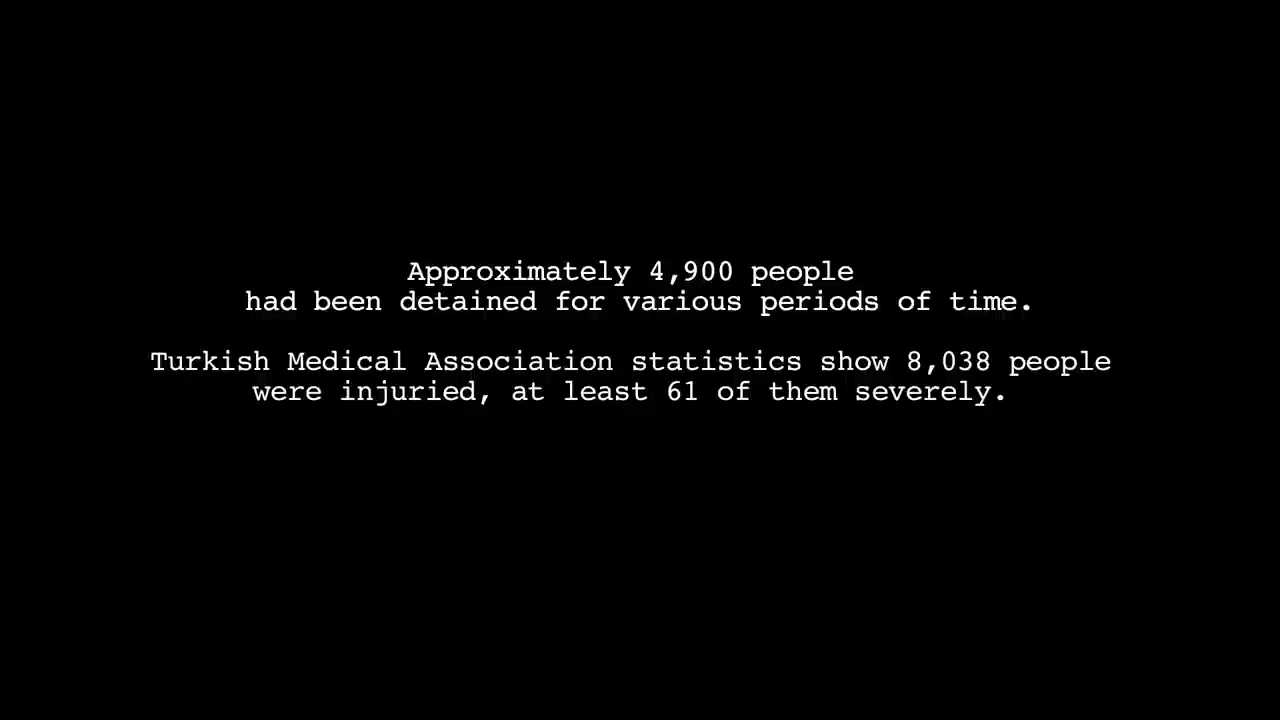 Approximately 4,900 people
had been detained for various periods of time.
Turkish Medical Association statistics show 8,038 people
were injuried, at least 61 of them severely.